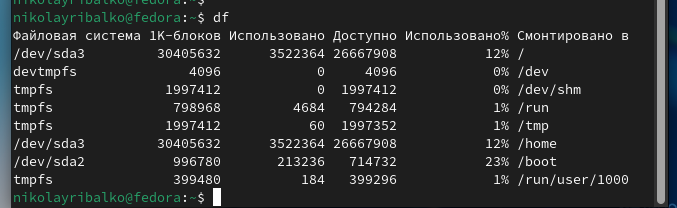 nikolayribalko@fedora:~$
nikolayribalko@fedora:~$ df
Файловая система 1K-блоков Использовано Доступно Использовано% Смонтировано в
/dev/sda3 30405632 3522364 26667908 12% /
devtmpfs 4096 0 4096 0% /dev
tmpfs 1997412 0 1997412 0% /dev/shm
tmpfs 798968 4684 794284 1% /run
tmpfs 1997412 60 1997352 1% /tmp
/dev/sda3 30405632 3522364 26667908 12% /home
/dev/sda2 996780 213236 714732 23% /boot
tmpfs 399480 184 399296 1% /run/user/1000
nikolayribalko@fedora:~$